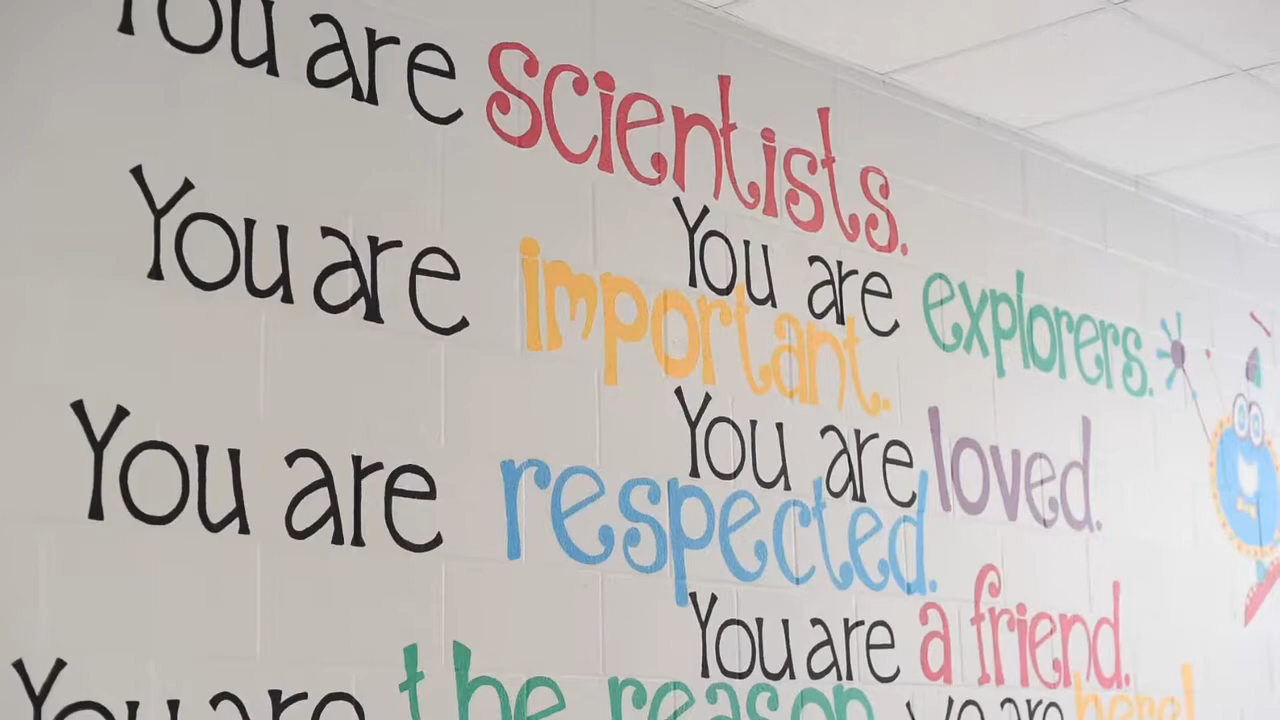 You are scientists.
You are explorers.
You are important.
You are loved.
You are respected.
You are a friend.
You are the reason
we are here!